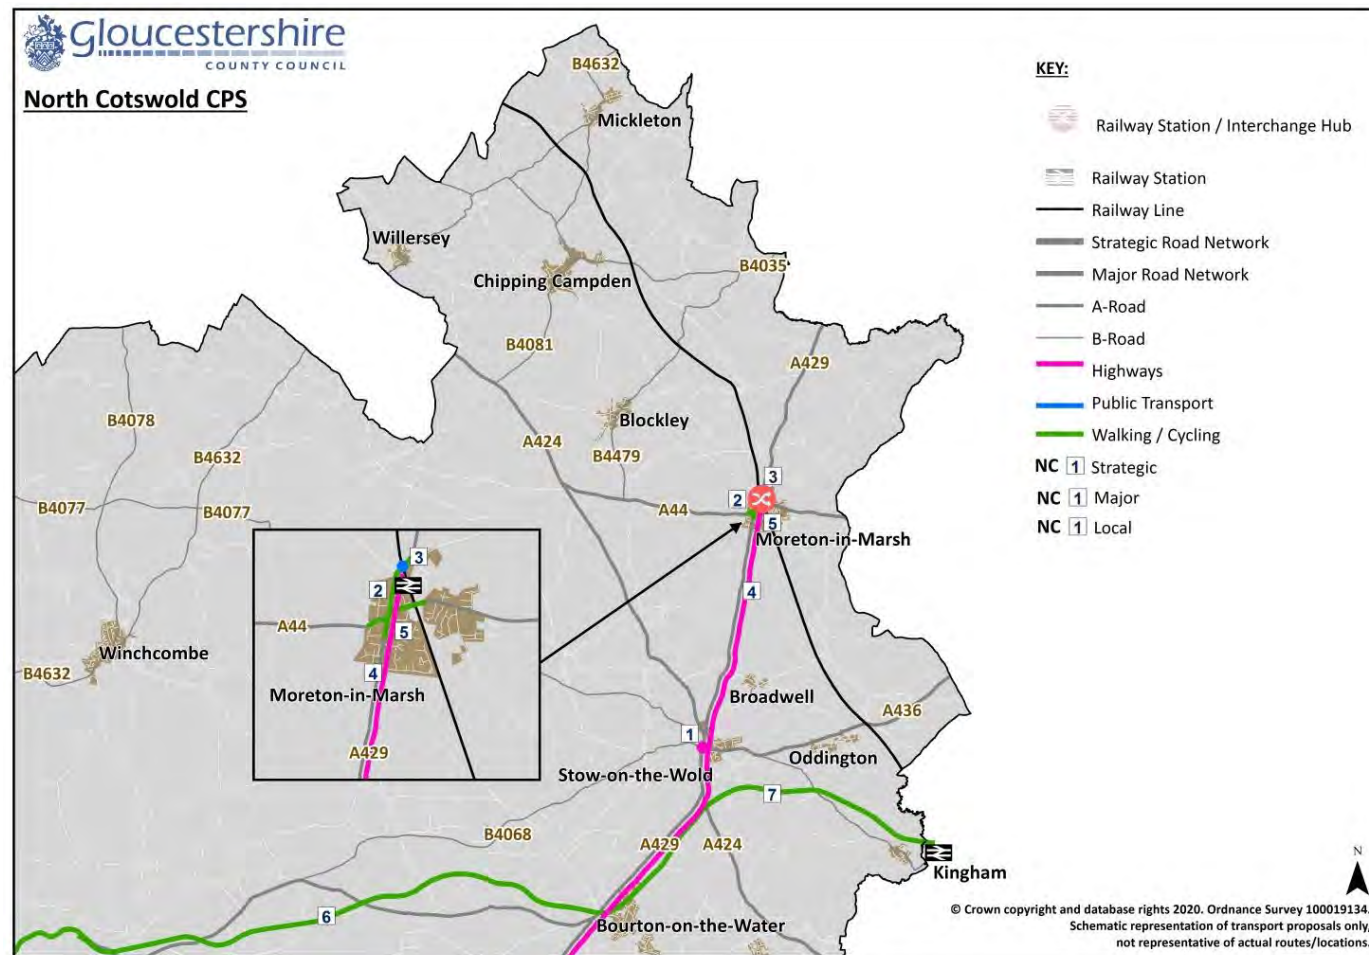 Gloucestershire
COUNTY COUNCIL
North Cotswold CPS
B4632
Mickleton
Willersey
Chipping Campden
B4035
B4081
A429
B4078
Blockley
A424
B4632
B4479
3
B4077
B4077
2
A44
5
Moreton-in-Marsh
3
2
4
A44
5
Winchcombe
B4632
4
Moreton-in-Marsh
Broadwell
A436
1
A429
Oddington
Stow-on-the-Wold
7
B4068
A429
A424
Kingham
6
Bourton-on-the-Water
KEY:
Railway Station / Interchange Hub
Railway Station
Railway Line
Strategic Road Network
Major Road Network
A-Road
B-Road
Highways
Public Transport
Walking / Cycling
NC 1 Strategic
NC 1 Major
NC 1 Local
N
© Crown copyright and database rights 2020. Ordnance Survey 100019134.
Schematic representation of transport proposals only,
not representative of actual routes/locations.